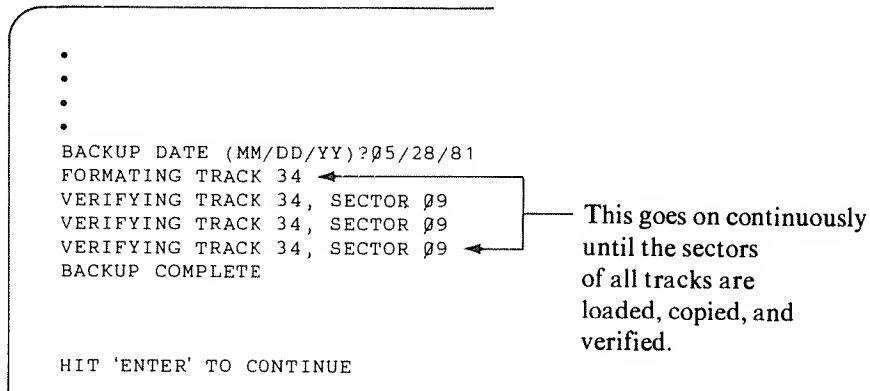 •
•
•
•
BACKUP DATE (MM/DD/YY)?Ø5/28/81
FORMATING TRACK 34
VERIFYING TRACK 34, SECTOR Ø9
VERIFYING TRACK 34, SECTOR Ø9
VERIFYING TRACK 34, SECTOR Ø9
BACKUP COMPLETE
HIT 'ENTER' TO CONTINUE
This goes on continuously
until the sectors
of all tracks are
loaded, copied, and
verified.